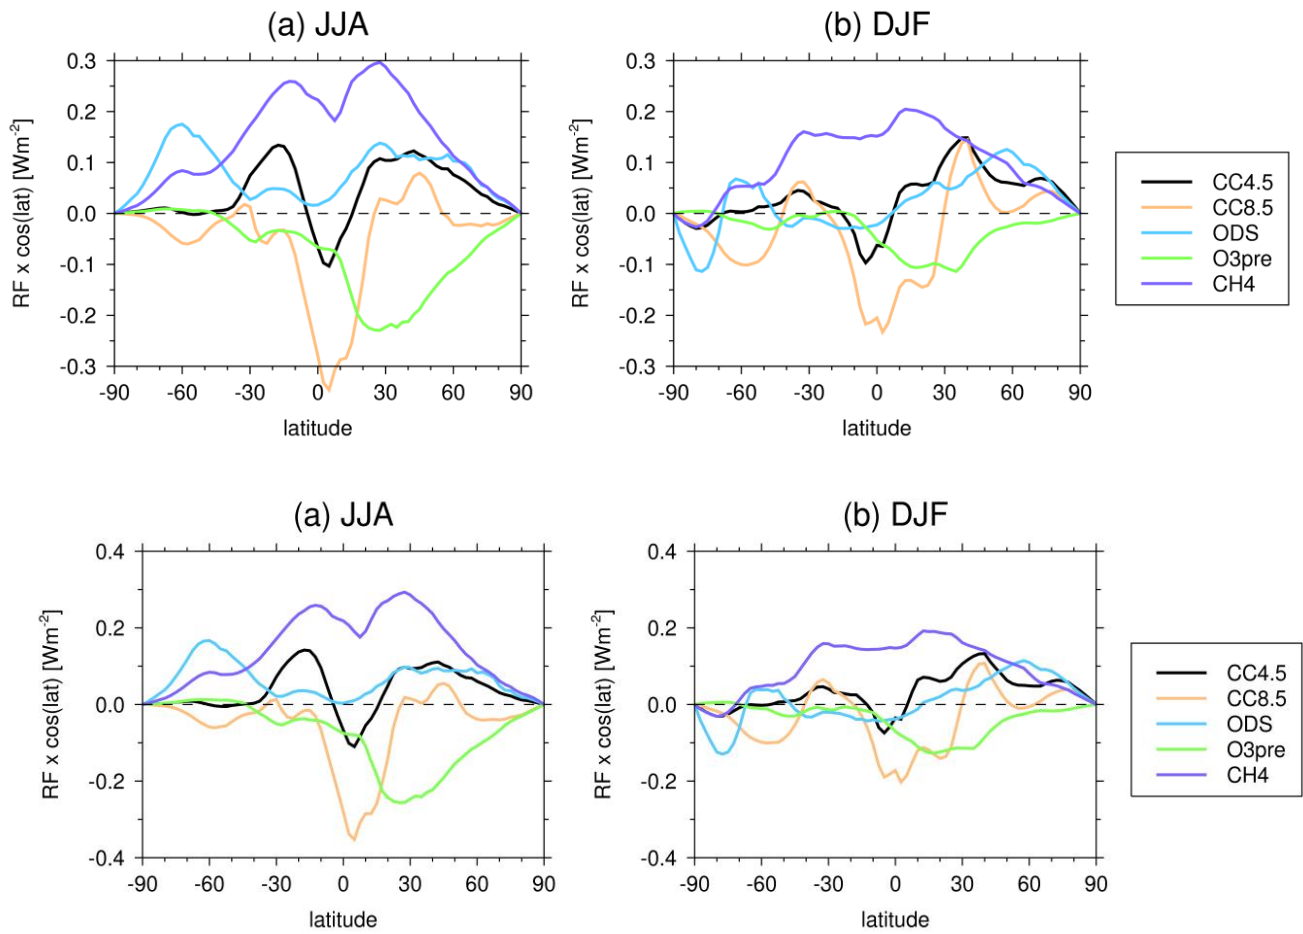 (a) JJA
(b) DJF
RF x cos(lat) [Wm-2]
0.3
0.2
0.1
0.0
-0.1
-0.2
-0.3
-90 -60 -30 0 30 60 90
latitude
RF x cos(lat) [Wm-2]
0.3
0.2
0.1
0.0
-0.1
-0.2
-0.3
-90 -60 -30 0 30 60 90
latitude
CC4.5
CC8.5
ODS
O3pre
CH4
(a) JJA
(b) DJF
RF x cos(lat) [Wm-2]
0.4
0.2
0.0
-0.2
-0.4
-90 -60 -30 0 30 60 90
latitude
RF x cos(lat) [Wm-2]
0.4
0.2
0.0
-0.2
-0.4
-90 -60 -30 0 30 60 90
latitude
CC4.5
CC8.5
ODS
O3pre
CH4